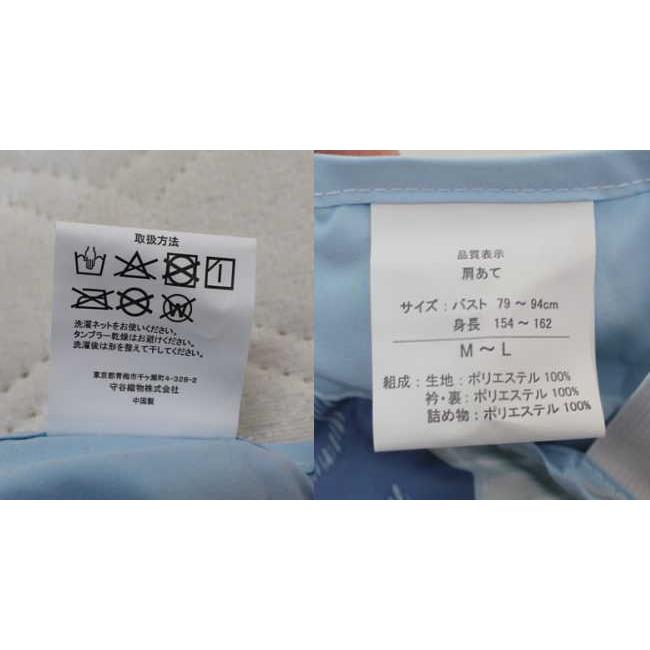 取扱方法
W
洗濯ネットをお使いください。
タンブラー乾燥はお避けください。
洗濯後は形を整えて干してください。
東京都青梅市千ヶ瀬町4-328-2
守谷織物株式会社
中国製
品質表示
肩あて
サイズ：バスト 79～94cm
身長 154～162
M～L
組成：生地：ポリエステル 100%
衿・裏：ポリエステル 100%
詰め物：ポリエステル 100%